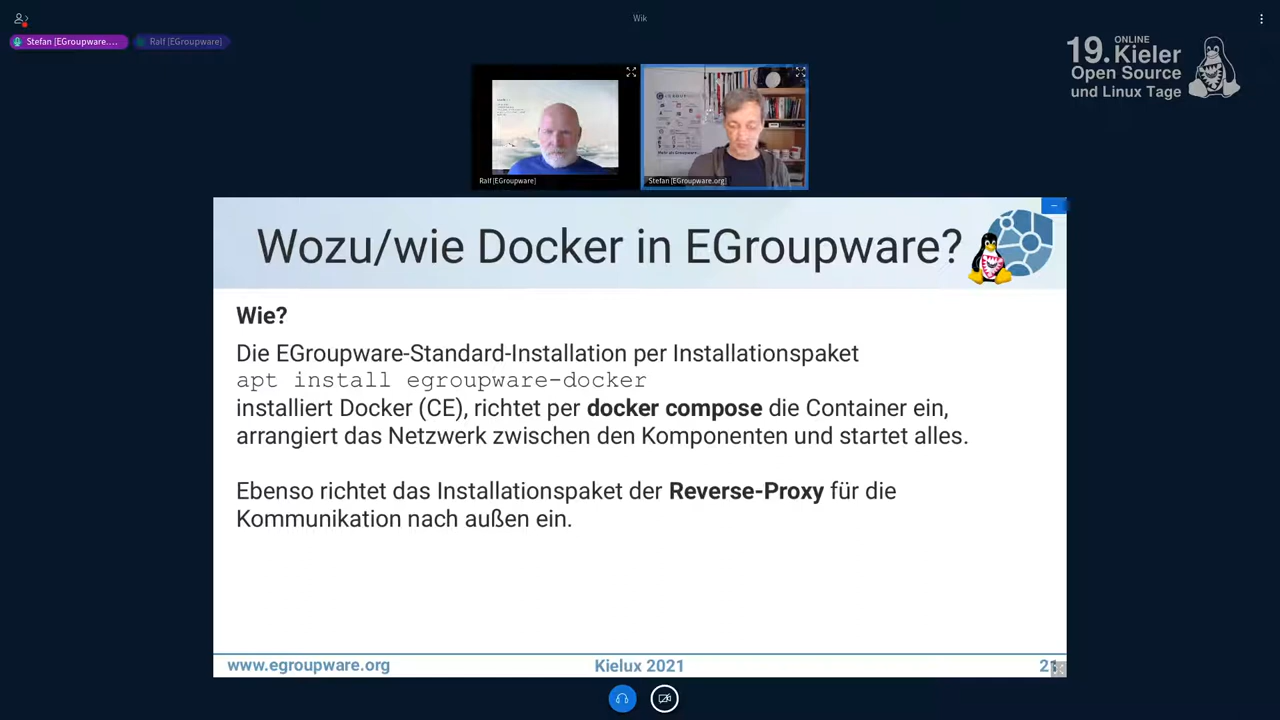 Wik
Stefan [EGroupware....
Ralf [EGroupware]
19. ONLINE Kieler
Open Source
und Linux Tage
Ralf [EGroupware]
Stefan [EGroupware.org]
Wozu/wie Docker in EGroupware?
Wie?
Die EGroupware-Standard-Installation per Installationspaket
apt install egroupware-docker
installiert Docker (CE), richtet per docker compose die Container ein,
arrangiert das Netzwerk zwischen den Komponenten und startet alles.
Ebenso richtet das Installationspaket der Reverse-Proxy für die
Kommunikation nach außen ein.
www.egroupware.org
Kielux 2021